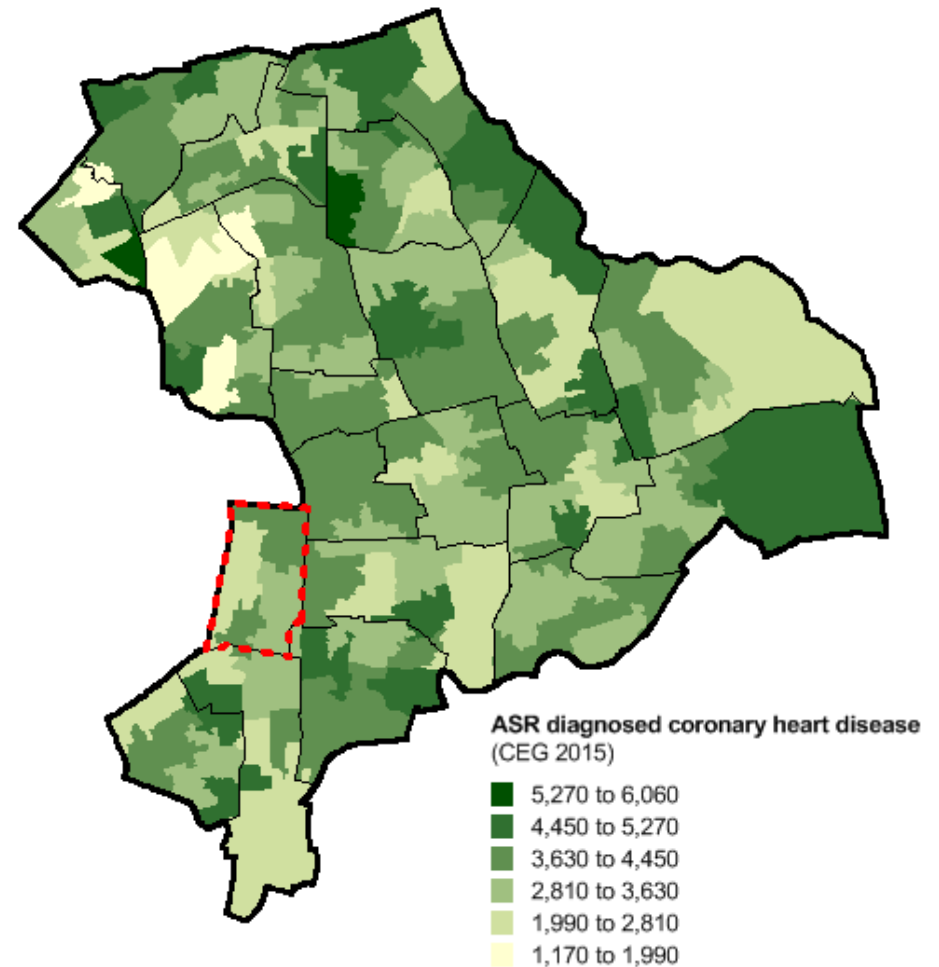 ASR diagnosed coronary heart disease
(CEG 2015)
5,270 to 6,060
4,450 to 5,270
3,630 to 4,450
2,810 to 3,630
1,990 to 2,810
1,170 to 1,990